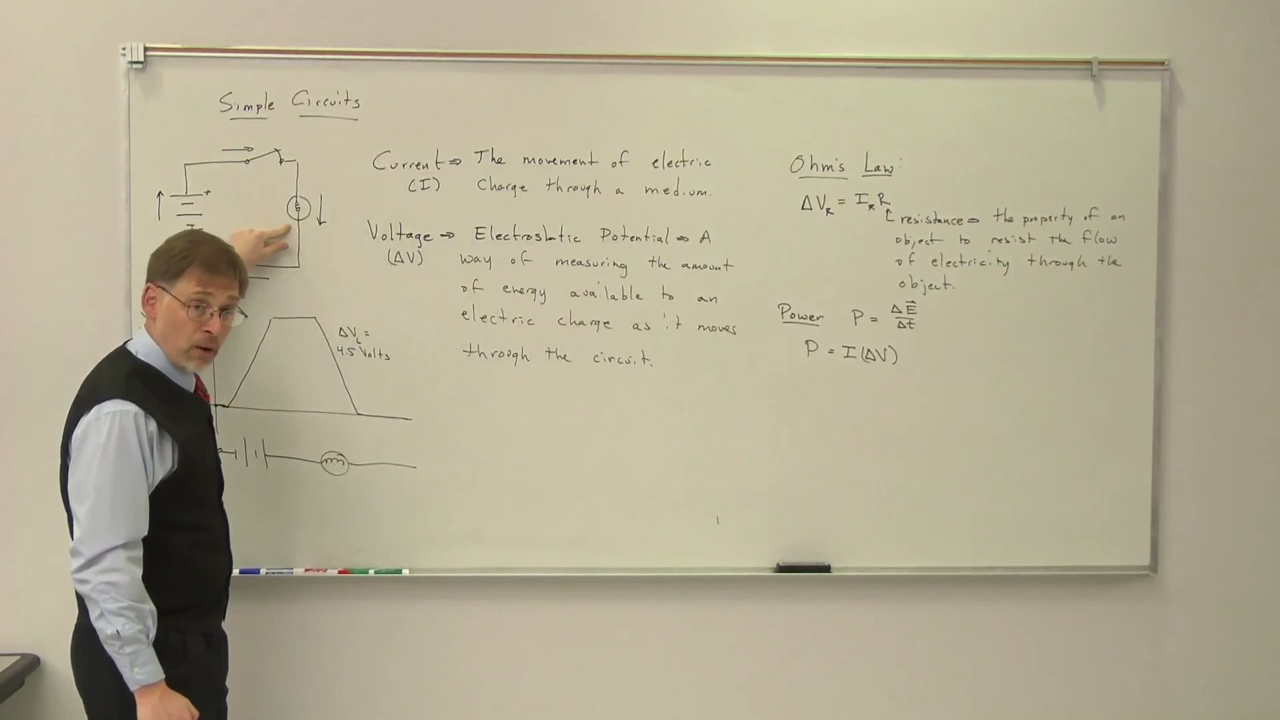 Simple Circuits
+
Current ⇒ The movement of electric
(I) Charge through a medium.
Voltage ⇒ Electrostatic Potential ⇒ A
(ΔV) way of measuring the amount
of energy available to an
electric charge as it moves
through the circuit.
ΔV_L =
4.5 Volts
Ohm's Law:
ΔV_R = I_R R
resistance ⇒ the property of an
object to resist the flow
of electricity through the
object.
Power P = ΔE/Δt
P = I(ΔV)